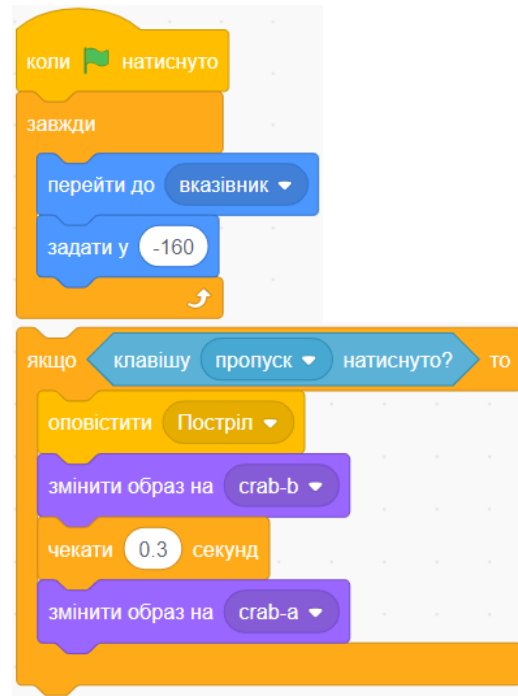 коли натиснуто
завжди
перейти до вказівник
задати у -160
якщо клавішу пропуск натиснуто? то
оповістити Постріл
змінити образ на crab-b
чекати 0.3 секунд
змінити образ на crab-a